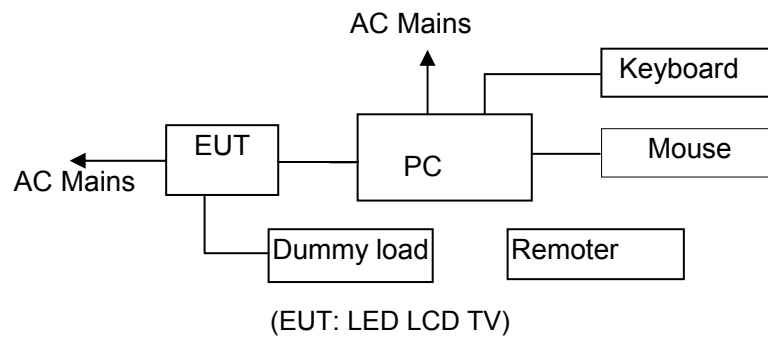 AC Mains
Keyboard
EUT
PC
Mouse
AC Mains
Dummy load
Remoter
(EUT: LED LCD TV)